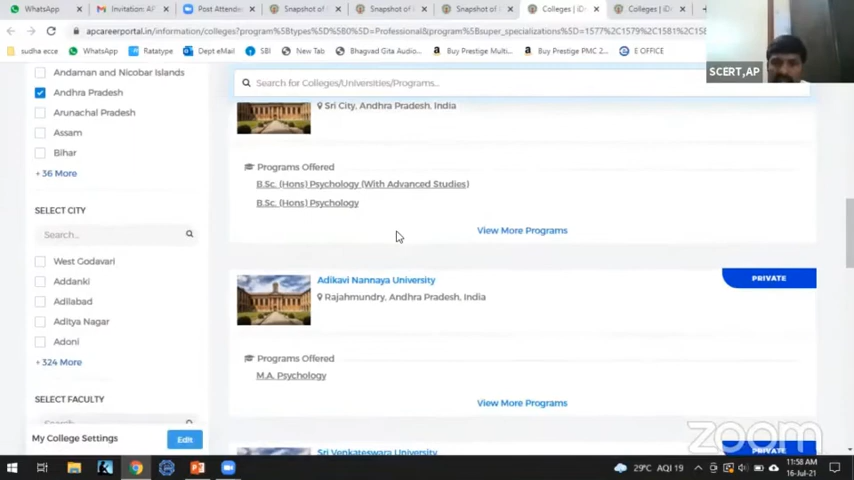 WhatsApp
Invitation: AP
Post Attende
Snapshot of
Snapshot of
Snapshot of
Colleges | iD
Colleges | iD
apcareerportal.in/information/colleges?program%5Btypes%5D%5B0%5D=Professional&program%5Bsuper_specializations%5D=1577%2C1579%2C1581%
sudha ecce
WhatsApp
Ratatype
Dept eMail
SBI
New Tab
Bhagvad Gita Audio...
Buy Prestige Multi...
Buy Prestige PMC 2...
E OFFICE
SCERT,AP
Andaman and Nicobar Islands
Andhra Pradesh
Arunachal Pradesh
Assam
Bihar
+ 36 More
SELECT CITY
Search...
West Godavari
Addanki
Adilabad
Aditya Nagar
Adoni
+ 324 More
SELECT FACULTY
My College Settings
Edit
Search for Colleges/Universities/Programs...
Sri City, Andhra Pradesh, India
Programs Offered
B.Sc. (Hons) Psychology (With Advanced Studies)
B.Sc. (Hons) Psychology
View More Programs
Adikavi Nannaya University
PRIVATE
Rajahmundry, Andhra Pradesh, India
Programs Offered
M.A. Psychology
View More Programs
Sri Venkateswara University
PRIVATE
zoom
29°C AQI 19
11:58 AM
16-Jul-21